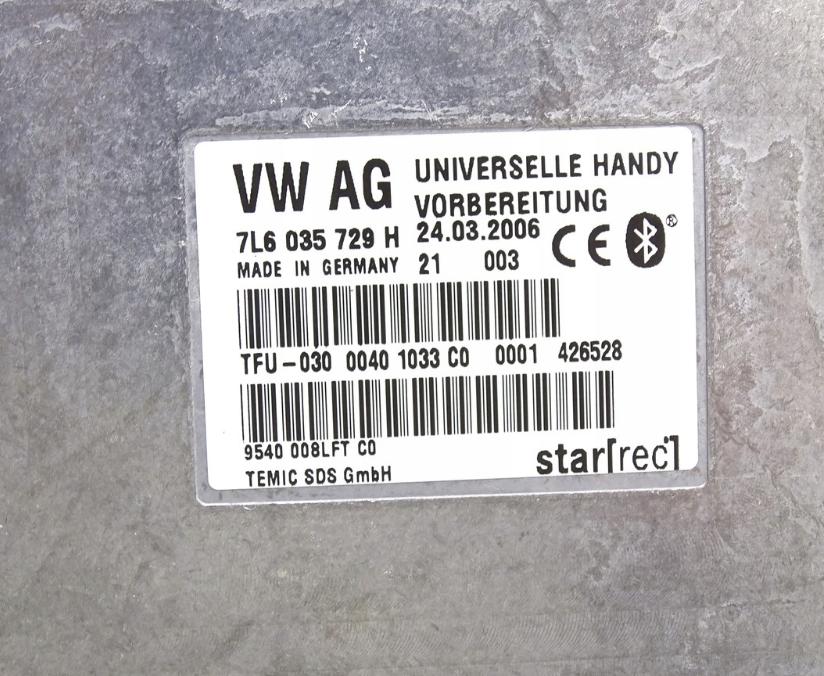 VW AG
UNIVERSELLE HANDY
VORBEREITUNG
7L6 035 729 H 24.03.2006
MADE IN GERMANY 21 003
CE
®
TFU-030 0040 1033 C0 0001 426528
9540 008LFT C0
TEMIC SDS GmbH
star[rec]